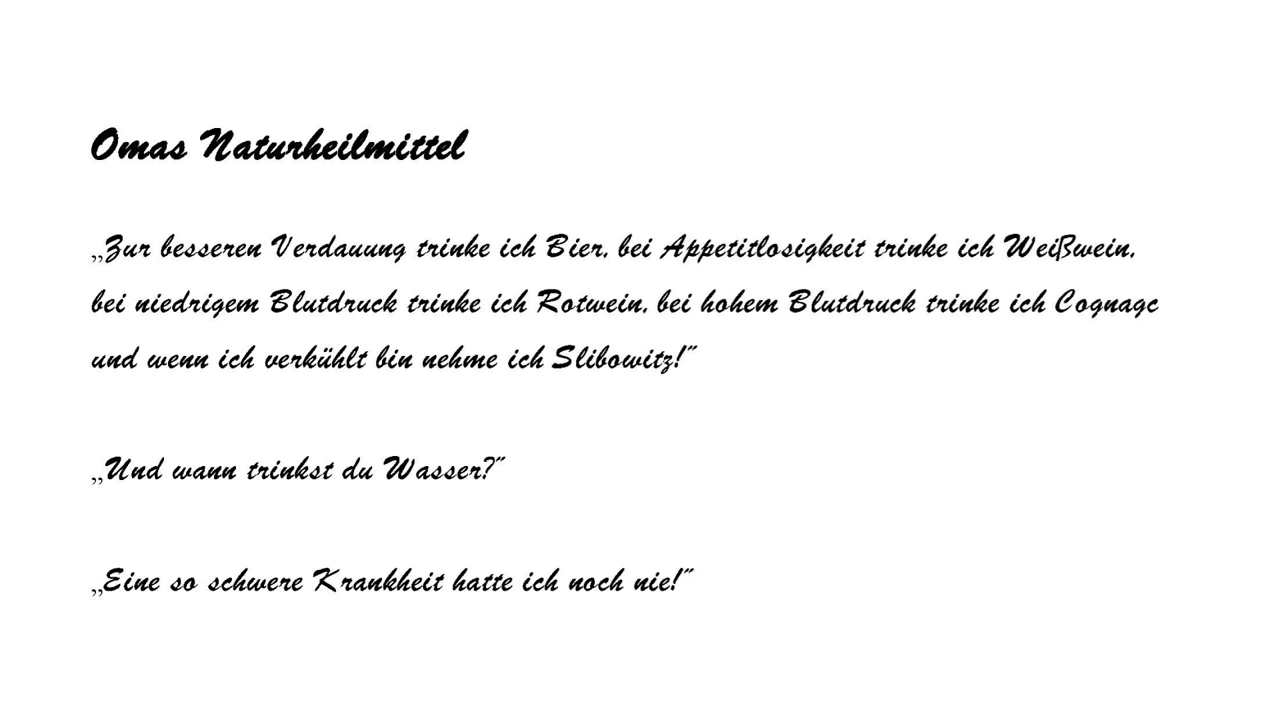 Omas Naturheilmittel
„Zur besseren Verdauung trinke ich Bier, bei Appetitlosigkeit trinke ich Weißwein,
bei niedrigem Blutdruck trinke ich Rotwein, bei hohem Blutdruck trinke ich Cognagc
und wenn ich verkühlt bin nehme ich Slibowitz!“
„Und wann trinkst du Wasser?“
„Eine so schwere Krankheit hatte ich noch nie!“